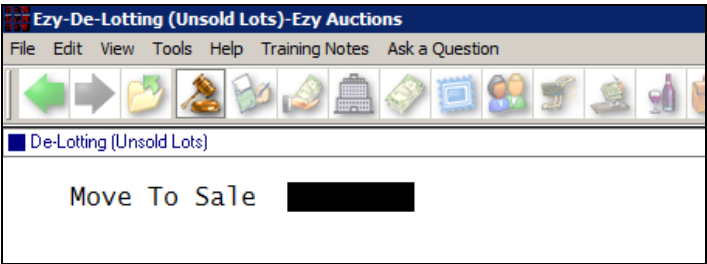 Ezy-De-Lotting (Unsold Lots)-Ezy Auctions
File Edit View Tools Help Training Notes Ask a Question
De-Lotting (Unsold Lots)
Move To Sale